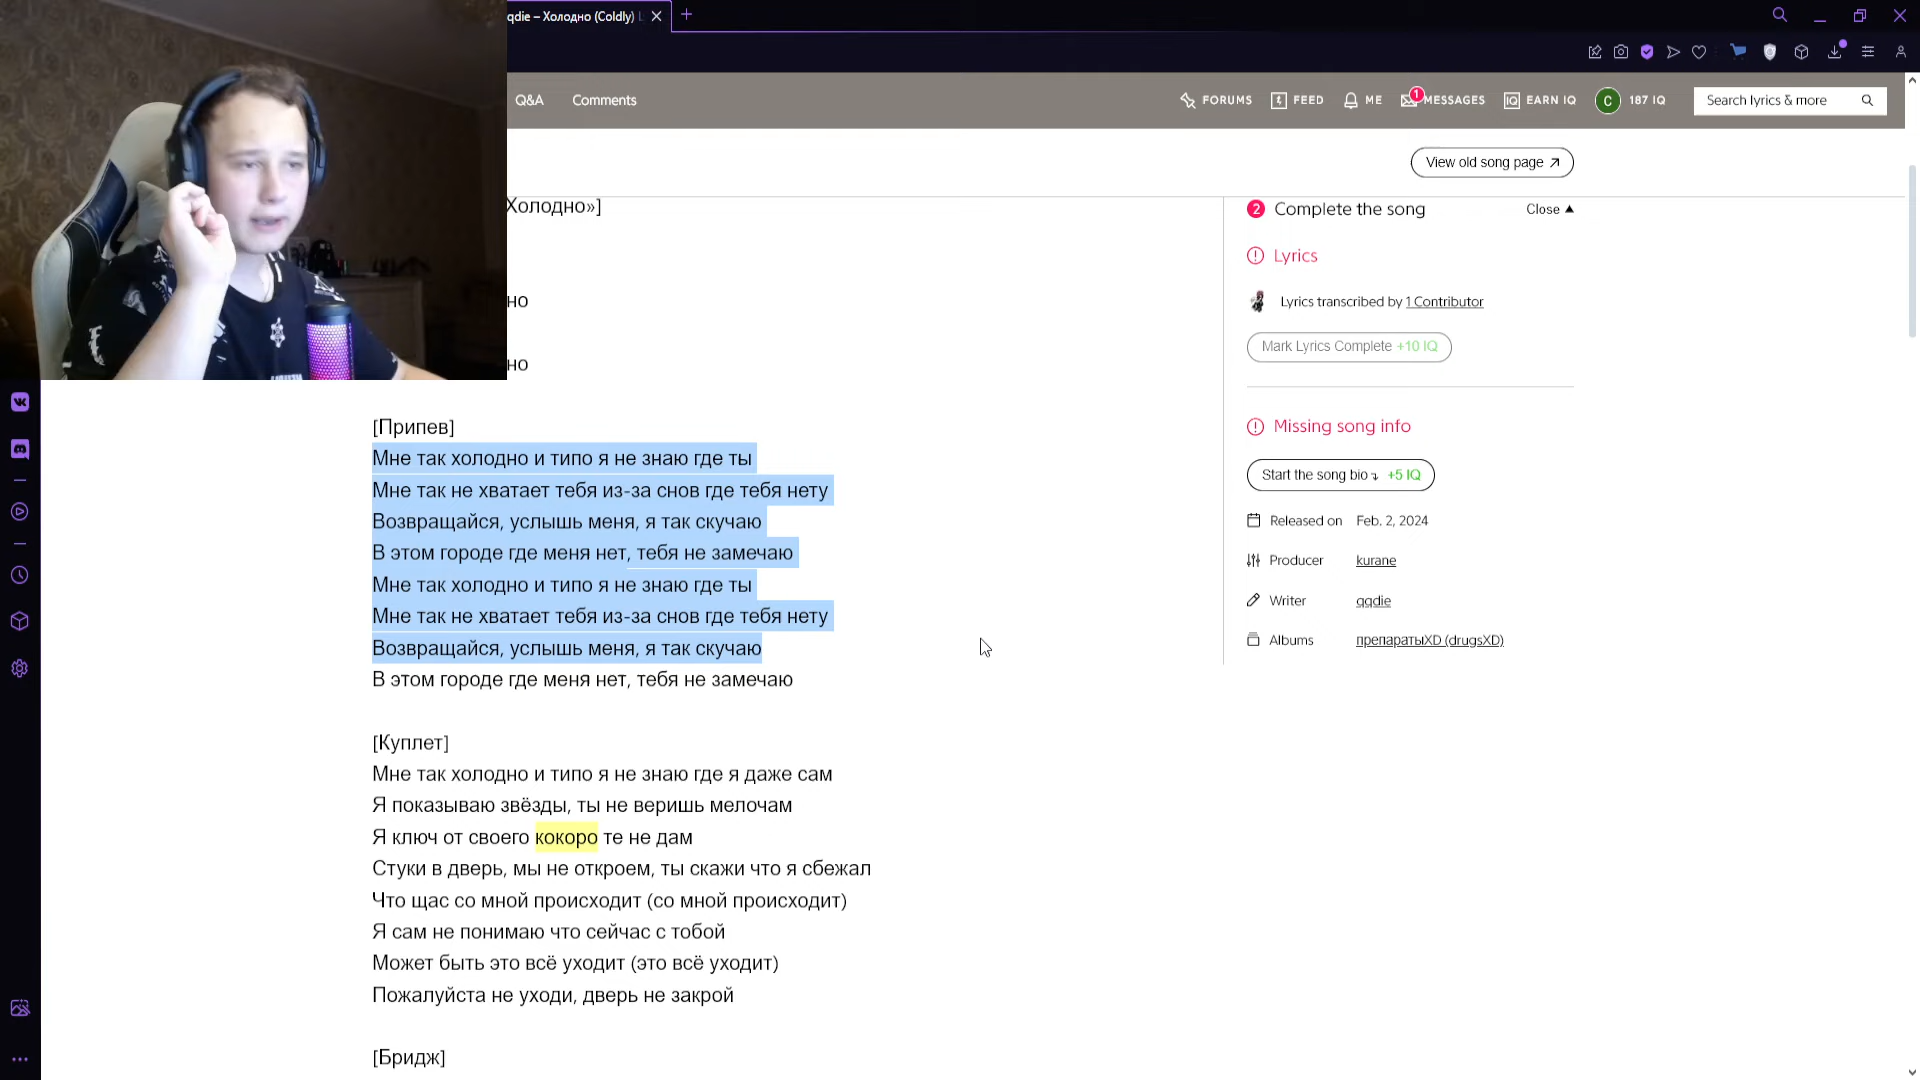 qdie – Холодно (Coldly)
Q&A
Comments
FORUMS
FEED
ME
1
MESSAGES
IQ
EARN IQ
C
187 IQ
Search lyrics & more
View old song page
Холодно»]
но
но
[Припев]
Мне так холодно и типо я не знаю где ты
Мне так не хватает тебя из-за снов где тебя нету
Возвращайся, услышь меня, я так скучаю
В этом городе где меня нет, тебя не замечаю
Мне так холодно и типо я не знаю где ты
Мне так не хватает тебя из-за снов где тебя нету
Возвращайся, услышь меня, я так скучаю
В этом городе где меня нет, тебя не замечаю
[Куплет]
Мне так холодно и типо я не знаю где я даже сам
Я показываю звёзды, ты не веришь мелочам
Я ключ от своего кокоро те не дам
Стуки в дверь, мы не откроем, ты скажи что я сбежал
Что щас со мной происходит (со мной происходит)
Я сам не понимаю что сейчас с тобой
Может быть это всё уходит (это всё уходит)
Пожалуйста не уходи, дверь не закрой
[Бридж]
2
Complete the song
Close
Lyrics
Lyrics transcribed by 1 Contributor
Mark Lyrics Complete +10 IQ
Missing song info
Start the song bio +5 IQ
Released on Feb. 2, 2024
Producer kurane
Writer qqdie
Albums препаратыXD (drugsXD)